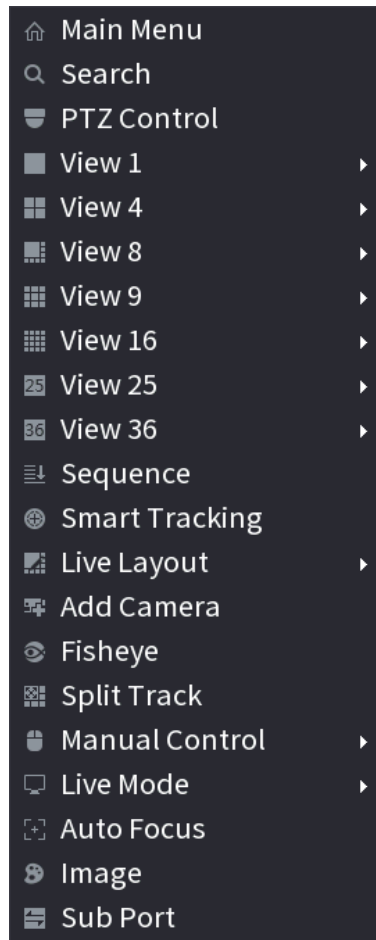 Main Menu
Search
PTZ Control
View 1
View 4
View 8
View 9
View 16
25 View 25
36 View 36
Sequence
Smart Tracking
Live Layout
Add Camera
Fisheye
Split Track
Manual Control
Live Mode
Auto Focus
Image
Sub Port